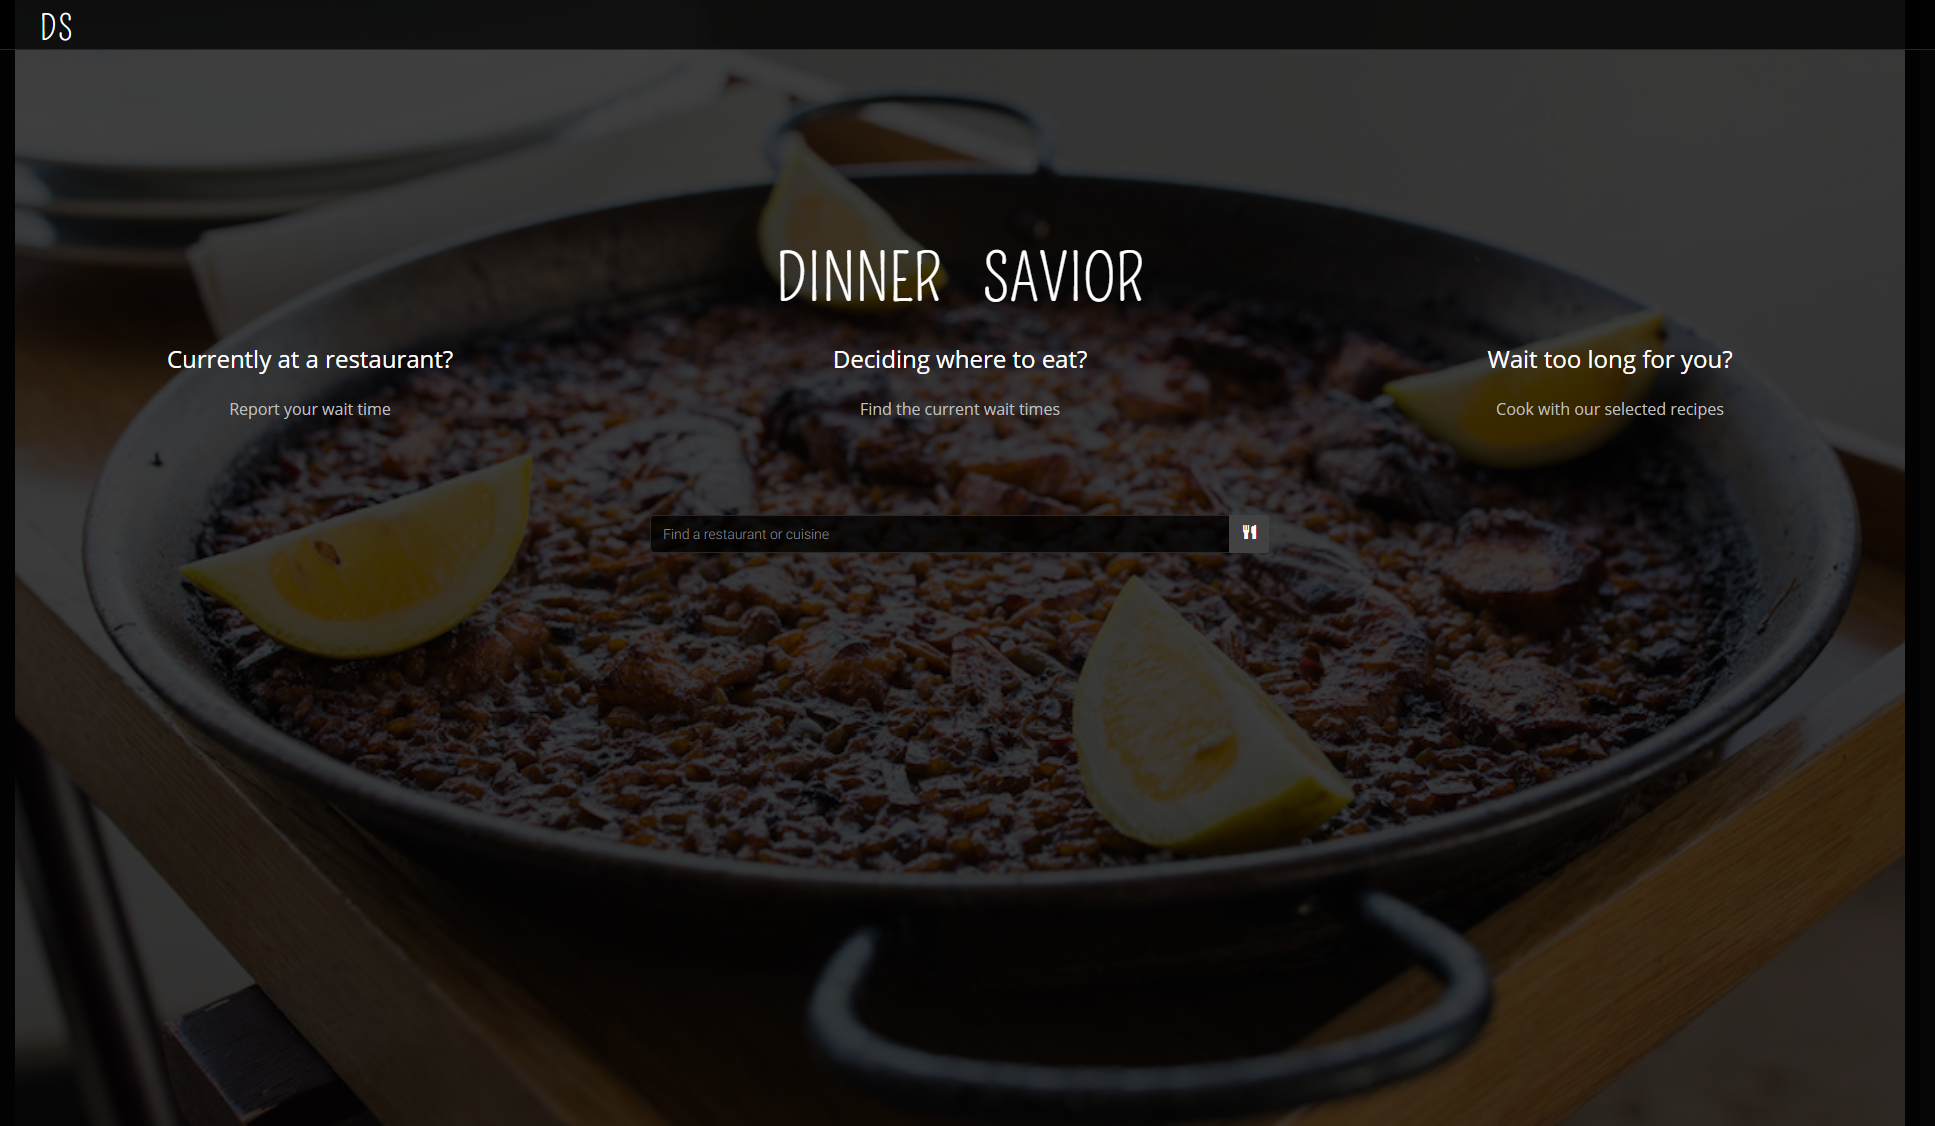 DS
DINNER SAVIOR
Currently at a restaurant?
Report your wait time
Deciding where to eat?
Find the current wait times
Wait too long for you?
Cook with our selected recipes
Find a restaurant or cuisine